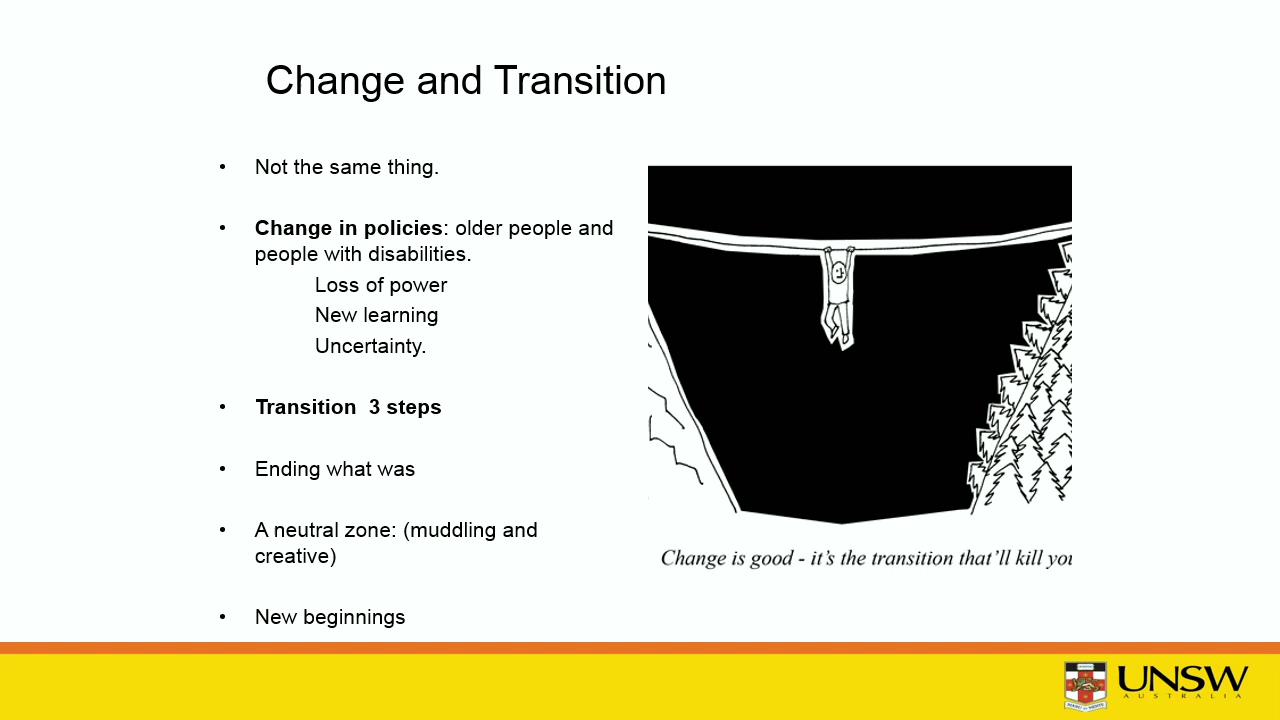 Change and Transition
• Not the same thing.
• Change in policies: older people and
people with disabilities.
Loss of power
New learning
Uncertainty.
• Transition  3 steps
• Ending what was
• A neutral zone: (muddling and
creative)
• New beginnings
Change is good - it's the transition that'll kill you
UNSW
AUSTRALIA